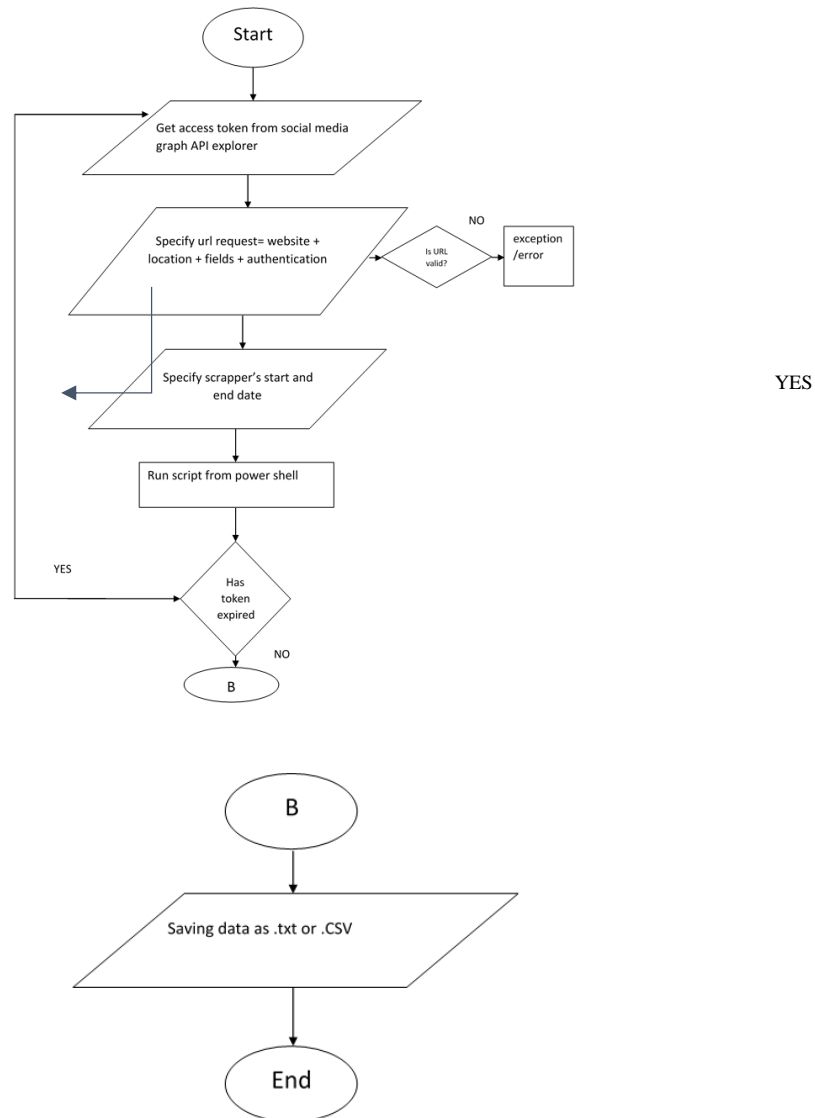 Start
Get access token from social media
graph API explorer
Specify url request= website +
location + fields + authentication
Is URL
valid?
NO
exception
/error
Specify scrapper's start and
end date
YES
Run script from power shell
YES
Has
token
expired
NO
B
B
Saving data as .txt or .CSV
End